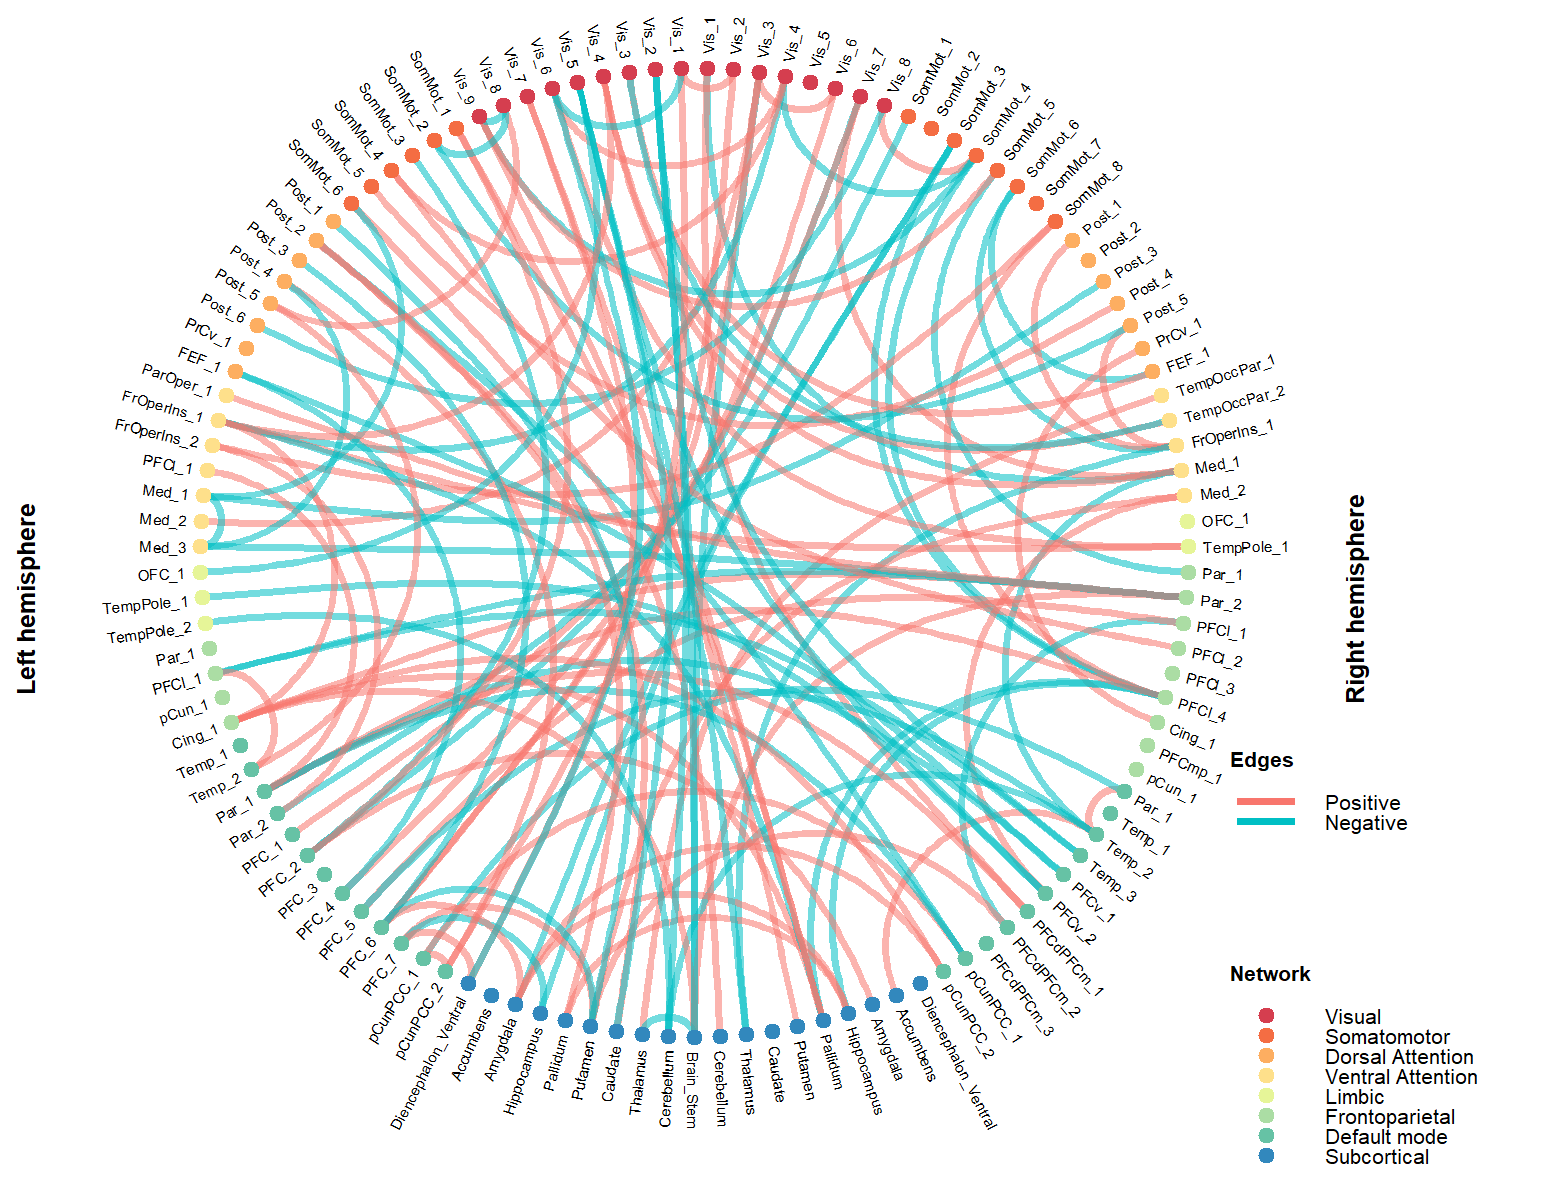 Vis_1
Vis_2
Vis_3
Vis_4
Vis_5
Vis_6
Vis_7
Vis_8
SomMot_1
SomMot_2
SomMot_3
SomMot_4
SomMot_5
SomMot_6
SomMot_7
SomMot_8
Post_1
Post_2
Post_3
Post_4
Post_5
PrCv_1
FEF_1
TempOccPar_1
TempOccPar_2
FrOperIns_1
Med_1
Med_2
OFC_1
TempPole_1
Par_1
Par_2
PFCl_1
PFCl_2
PFCl_3
PFCl_4
Cing_1
PFCmp_1
pCun_1
Par_1
Temp_1
Temp_2
Temp_3
PFCv_1
PFCv_2
PFCdPFCm_1
PFCdPFCm_2
PFCdPFCm_3
pCunPCC_1
pCunPCC_2
Diencephalon_Ventral
Accumbens
Amygdala
Hippocampus
Pallidum
Putamen
Caudate
Thalamus
Cerebellum
Brain_Stem
Cerebellum
Thalamus
Caudate
Putamen
Pallidum
Hippocampus
Amygdala
Accumbens
Diencephalon_Ventral
pCunPCC_2
pCunPCC_1
PFC_7
PFC_6
PFC_5
PFC_4
PFC_3
PFC_2
PFC_1
Par_2
Par_1
Temp_2
Temp_1
Cing_1
pCun_1
PFCl_1
Par_1
TempPole_2
TempPole_1
OFC_1
Med_3
Med_2
Med_1
PFCl_1
FrOperIns_2
FrOperIns_1
ParOper_1
FEF_1
PrCv_1
Post_6
Post_5
Post_4
Post_3
Post_2
Post_1
SomMot_6
SomMot_5
SomMot_4
SomMot_3
SomMot_2
SomMot_1
Vis_9
Vis_8
Vis_7
Vis_6
Vis_5
Vis_4
Vis_3
Vis_2
Vis_1
Left hemisphere
Right hemisphere
Edges
Positive
Negative
Network
Visual
Somatomotor
Dorsal Attention
Ventral Attention
Limbic
Frontoparietal
Default mode
Subcortical